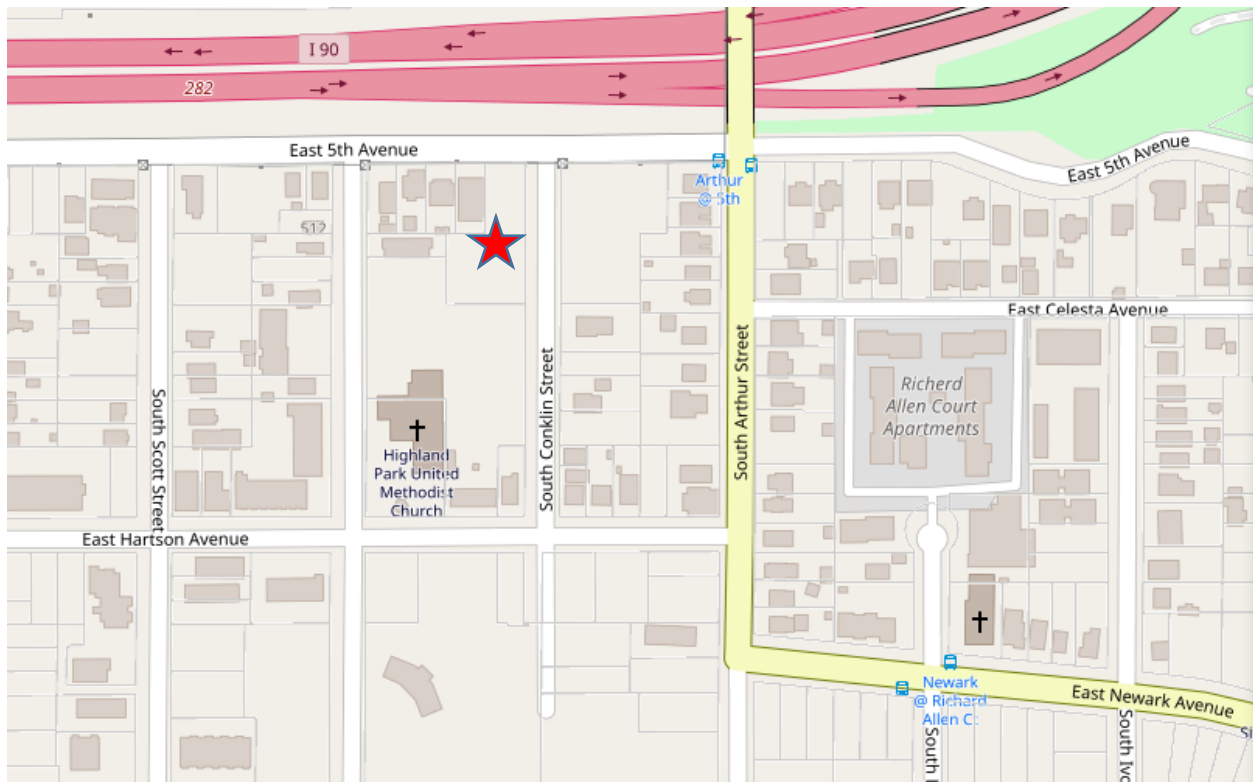 I 90
282
East 5th Avenue
East 5th Avenue
Arthur
@ 5th
512
East Celesta Avenue
South Scott Street
South Conklin Street
South Arthur Street
Richerd
Allen Court
Apartments
Highland
Park United
Methodist
Church
East Hartson Avenue
Newark
@ Richard
Allen C
East Newark Avenue
South
South